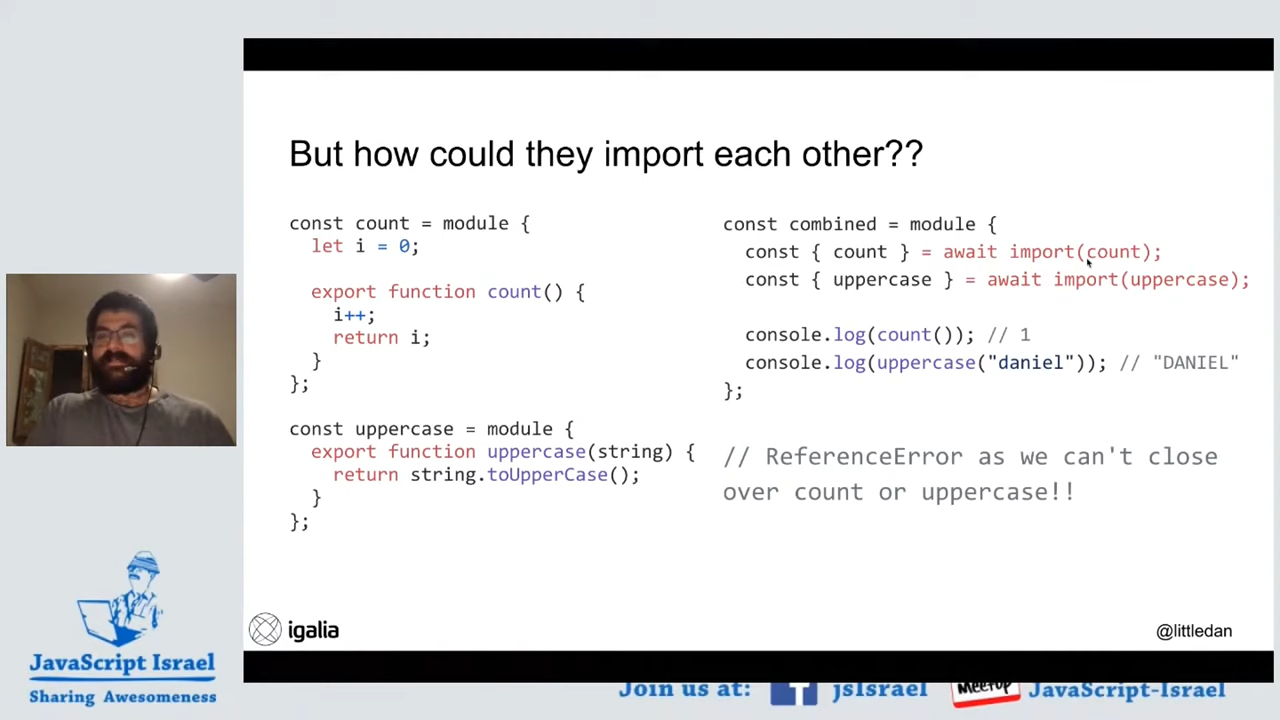 But how could they import each other??
const count = module {
let i = 0;
export function count() {
i++;
return i;
}
};
const uppercase = module {
export function uppercase(string) {
return string.toUpperCase();
}
};
const combined = module {
const { count } = await import(count);
const { uppercase } = await import(uppercase);
console.log(count()); // 1
console.log(uppercase("daniel")); // "DANIEL"
};
// ReferenceError as we can't close
over count or uppercase!!
igalia
@littledan
JavaScript Israel
Sharing Awesomeness
Join us at: f jsIsrael Meetup JavaScript-Israel